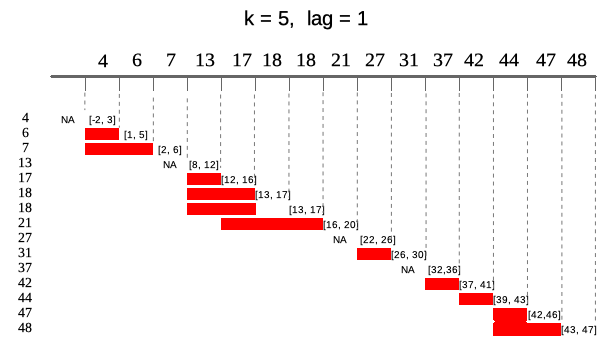 k = 5, lag = 1
4 6 7 13 17 18 18 21 27 31 37 42 44 47 48
4 NA [-2, 3]
6 [1, 5]
7 [2, 6]
13 NA [8, 12]
17 [12, 16]
18 [13, 17]
18 [13, 17]
21 [16, 20]
27 NA [22, 26]
31 [26, 30]
37 NA [32,36]
42 [37, 41]
44 [39, 43]
47 [42,46]
48 [43, 47]